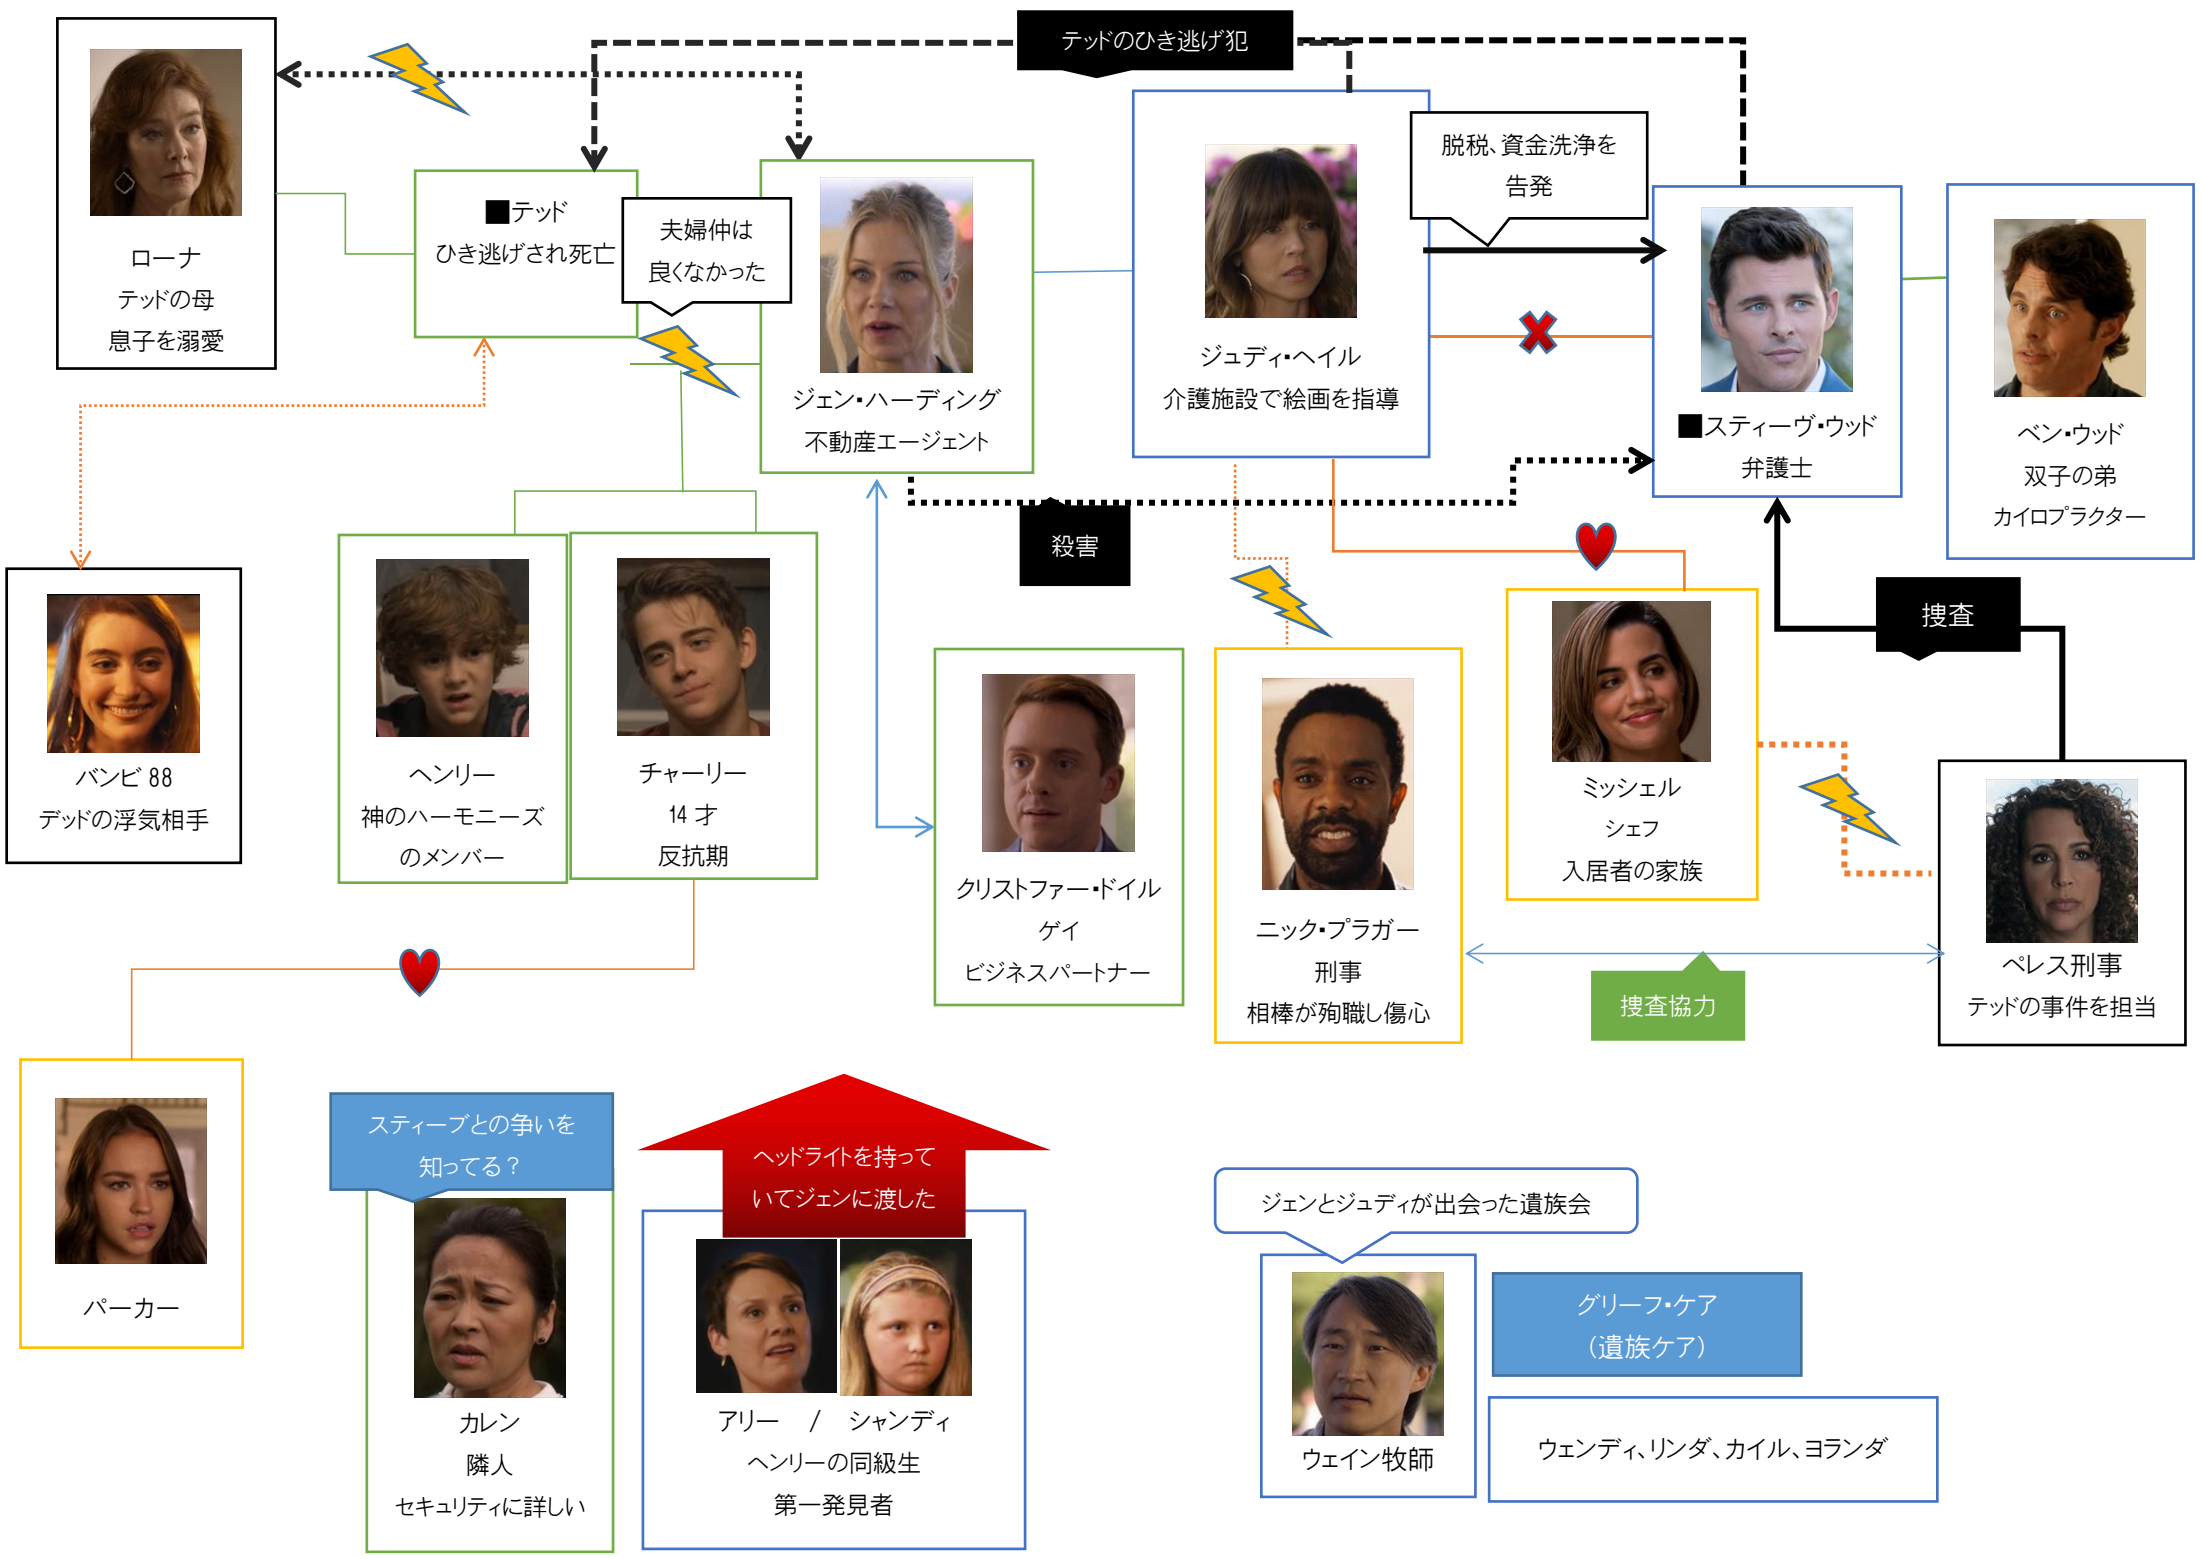 テッドのひき逃げ犯
ローナ
テッドの母
息子を溺愛
■テッド
ひき逃げされ死亡
夫婦仲は
良くなかった
ジェン・ハーディング
不動産エージェント
ジュディ・ヘイル
介護施設で絵画を指導
脱税、資金洗浄を
告発
■スティーヴ・ウッド
弁護士
ベン・ウッド
双子の弟
カイロプラクター
殺害
捜査
バンビ 88
デッドの浮気相手
ヘンリー
神のハーモニーズ
のメンバー
チャーリー
14 才
反抗期
クリストファー・ドイル
ゲイ
ビジネスパートナー
ニック・プラガー
刑事
相棒が殉職し傷心
ミッシェル
シェフ
入居者の家族
捜査協力
ペレス刑事
テッドの事件を担当
パーカー
スティーブとの争いを
知ってる？
カレン
隣人
セキュリティに詳しい
ヘッドライトを持って
いてジェンに渡した
アリー　/　シャンディ
ヘンリーの同級生
第一発見者
ジェンとジュディが出会った遺族会
ウェイン牧師
グリーフ・ケア
（遺族ケア）
ウェンディ、リンダ、カイル、ヨランダ